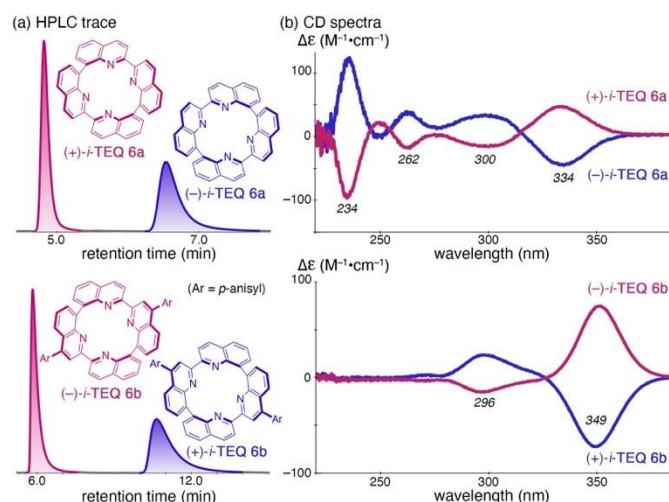 (a) HPLC trace
(+)-i-TEQ 6a
(−)-i-TEQ 6a
N
N
N
N
N
N
N
N
5.0 7.0
retention time (min)
(Ar = p-anisyl)
Ar
N
N
N
N
Ar
(−)-i-TEQ 6b
Ar
N
N
N
N
Ar
(+)-i-TEQ 6b
6.0 12.0
retention time (min)
(b) CD spectra
Δε (M⁻¹•cm⁻¹)
100
0
−100
(+)-i-TEQ 6a
(−)-i-TEQ 6a
234
262
300
334
250 300 350
wavelength (nm)
Δε (M⁻¹•cm⁻¹)
100
0
−100
(−)-i-TEQ 6b
(+)-i-TEQ 6b
296
349
250 300 350
wavelength (nm)